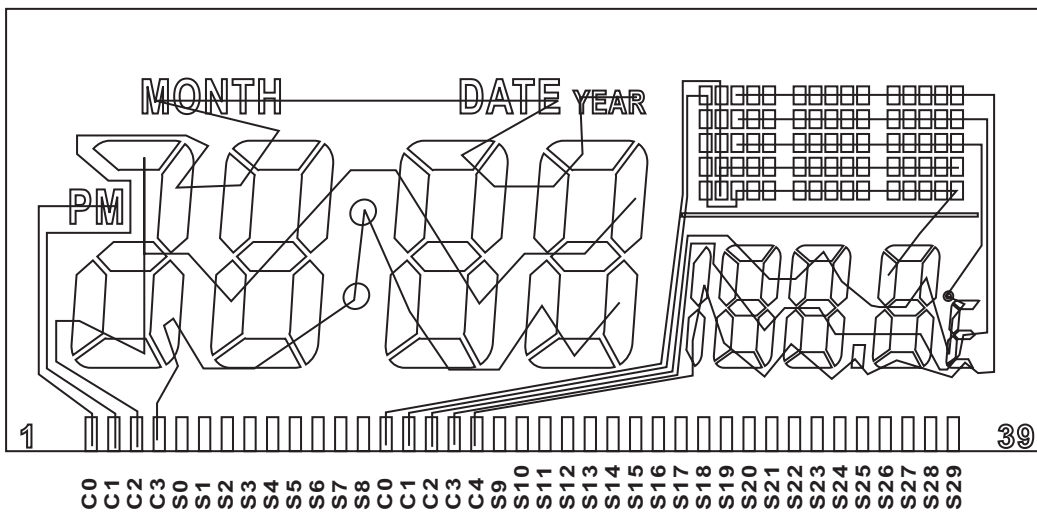 MONTH DATE YEAR
PM
1 39
C0 C1 C2 C3 S0 S1 S2 S3 S4 S5 S6 S7 S8 C0 C1 C2 C3 C4 S9 S10 S11 S12 S13 S14 S15 S16 S17 S18 S19 S20 S21 S22 S23 S24 S25 S26 S27 S28 S29